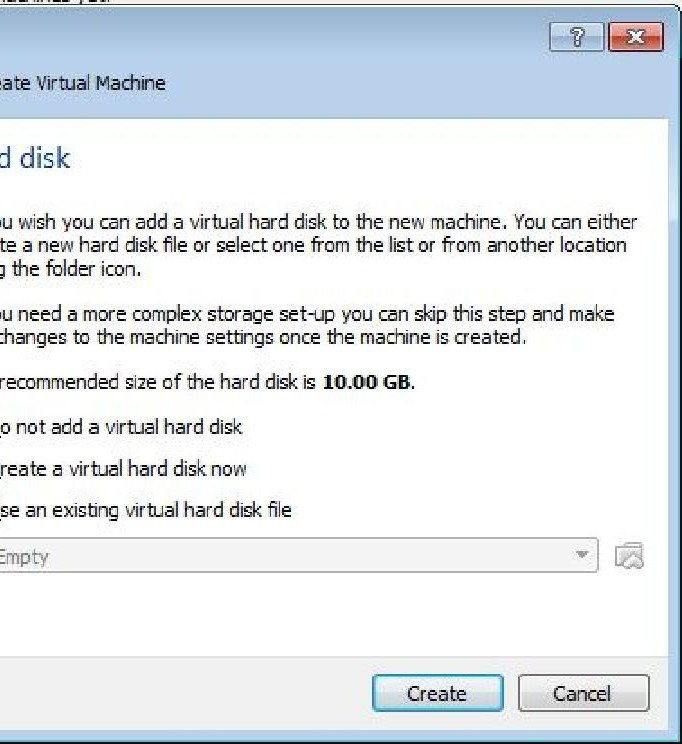 ?
eate Virtual Machine
d disk
u wish you can add a virtual hard disk to the new machine. You can either
te a new hard disk file or select one from the list or from another location
g the folder icon.
u need a more complex storage set-up you can skip this step and make
changes to the machine settings once the machine is created.
recommended size of the hard disk is 10.00 GB.
o not add a virtual hard disk
reate a virtual hard disk now
se an existing virtual hard disk file
Empty
Create Cancel